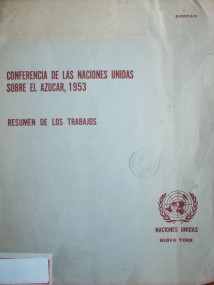 CONFERENCIA DE LAS NACIONES UNIDAS
SOBRE EL AZUCAR, 1953
RESUMEN DE LOS TRABAJOS
NACIONES UNIDAS
NUEVA YORK